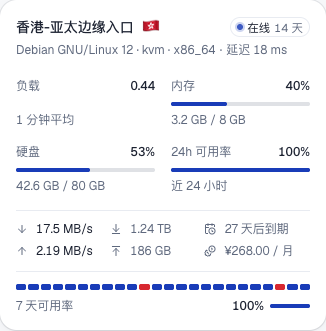 香港-亚太边缘入口 🇭🇰 在线 14 天
Debian GNU/Linux 12 · kvm · x86_64 · 延迟 18 ms
负载 0.44 内存 40%
1 分钟平均 3.2 GB / 8 GB
硬盘 53% 24h 可用率 100%
42.6 GB / 80 GB 近 24 小时
↓ 17.5 MB/s 1.24 TB 27 天后到期
↑ 2.19 MB/s 186 GB ¥268.00 / 月
7 天可用率 100%